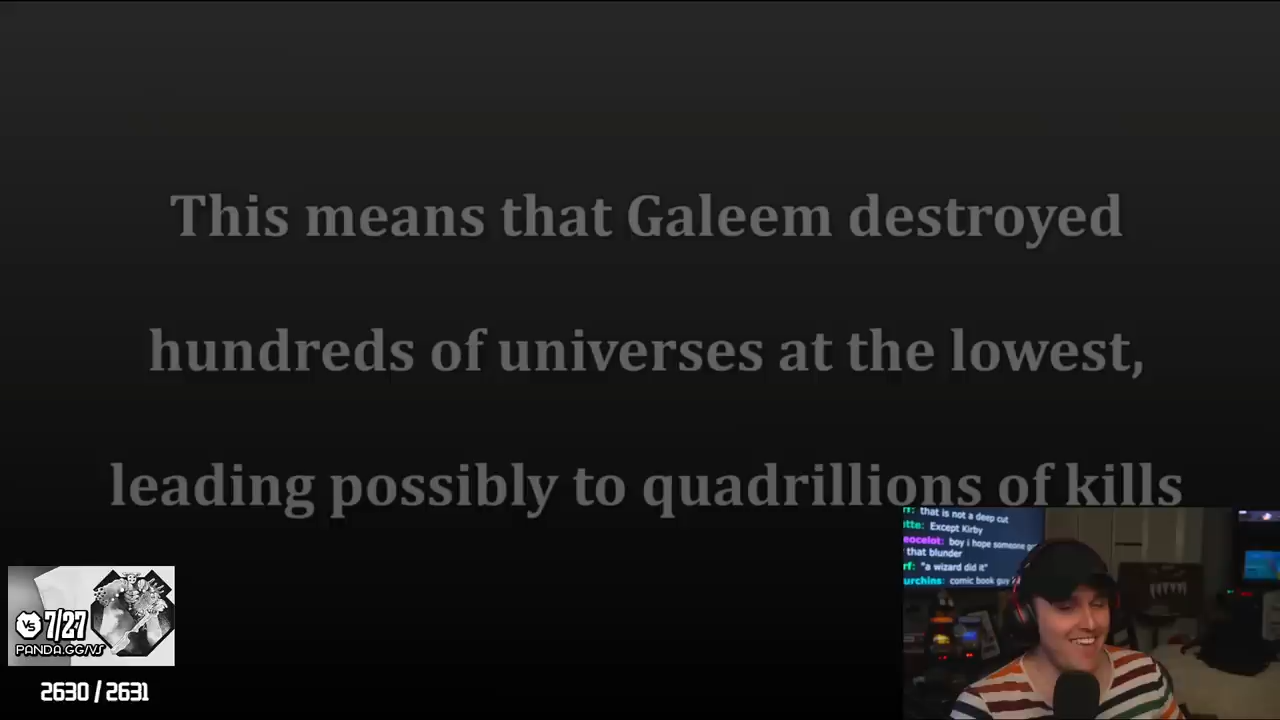 This means that Galeem destroyed
hundreds of universes at the lowest,
leading possibly to quadrillions of kills
that is not a deep cut
Except Kirby
boy i hope someone
that blunder
"a wizard did it"
comic book guy
VS 7/27
PANDA.GG/VS
2630 / 2631